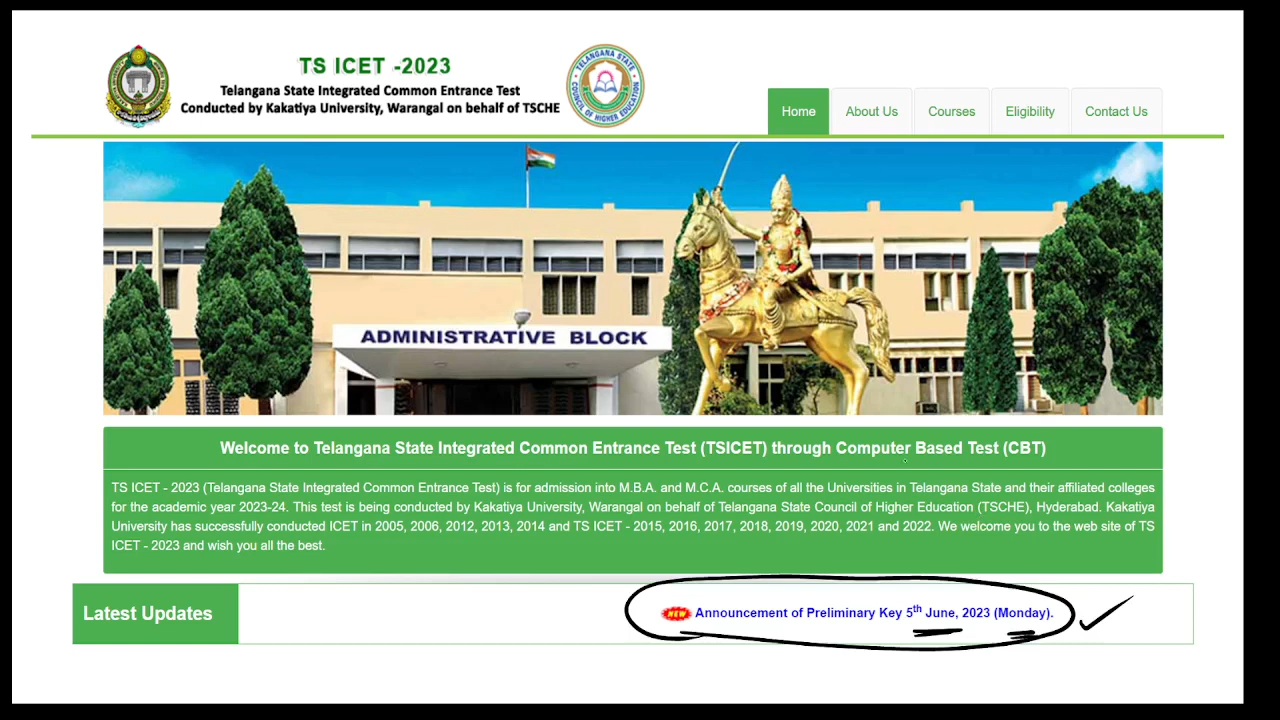 TS ICET -2023
Telangana State Integrated Common Entrance Test
Conducted by Kakatiya University, Warangal on behalf of TSCHE
TELANGANA STATE
COUNCIL OF HIGHER EDUCATION
Home About Us Courses Eligibility Contact Us
ADMINISTRATIVE BLOCK
Welcome to Telangana State Integrated Common Entrance Test (TSICET) through Computer Based Test (CBT)
TS ICET - 2023 (Telangana State Integrated Common Entrance Test) is for admission into M.B.A. and M.C.A. courses of all the Universities in Telangana State and their affiliated colleges
for the academic year 2023-24. This test is being conducted by Kakatiya University, Warangal on behalf of Telangana State Council of Higher Education (TSCHE), Hyderabad. Kakatiya
University has successfully conducted ICET in 2005, 2006, 2012, 2013, 2014 and TS ICET - 2015, 2016, 2017, 2018, 2019, 2020, 2021 and 2022. We welcome you to the web site of TS
ICET - 2023 and wish you all the best.
Latest Updates
NEW Announcement of Preliminary Key 5th June, 2023 (Monday).